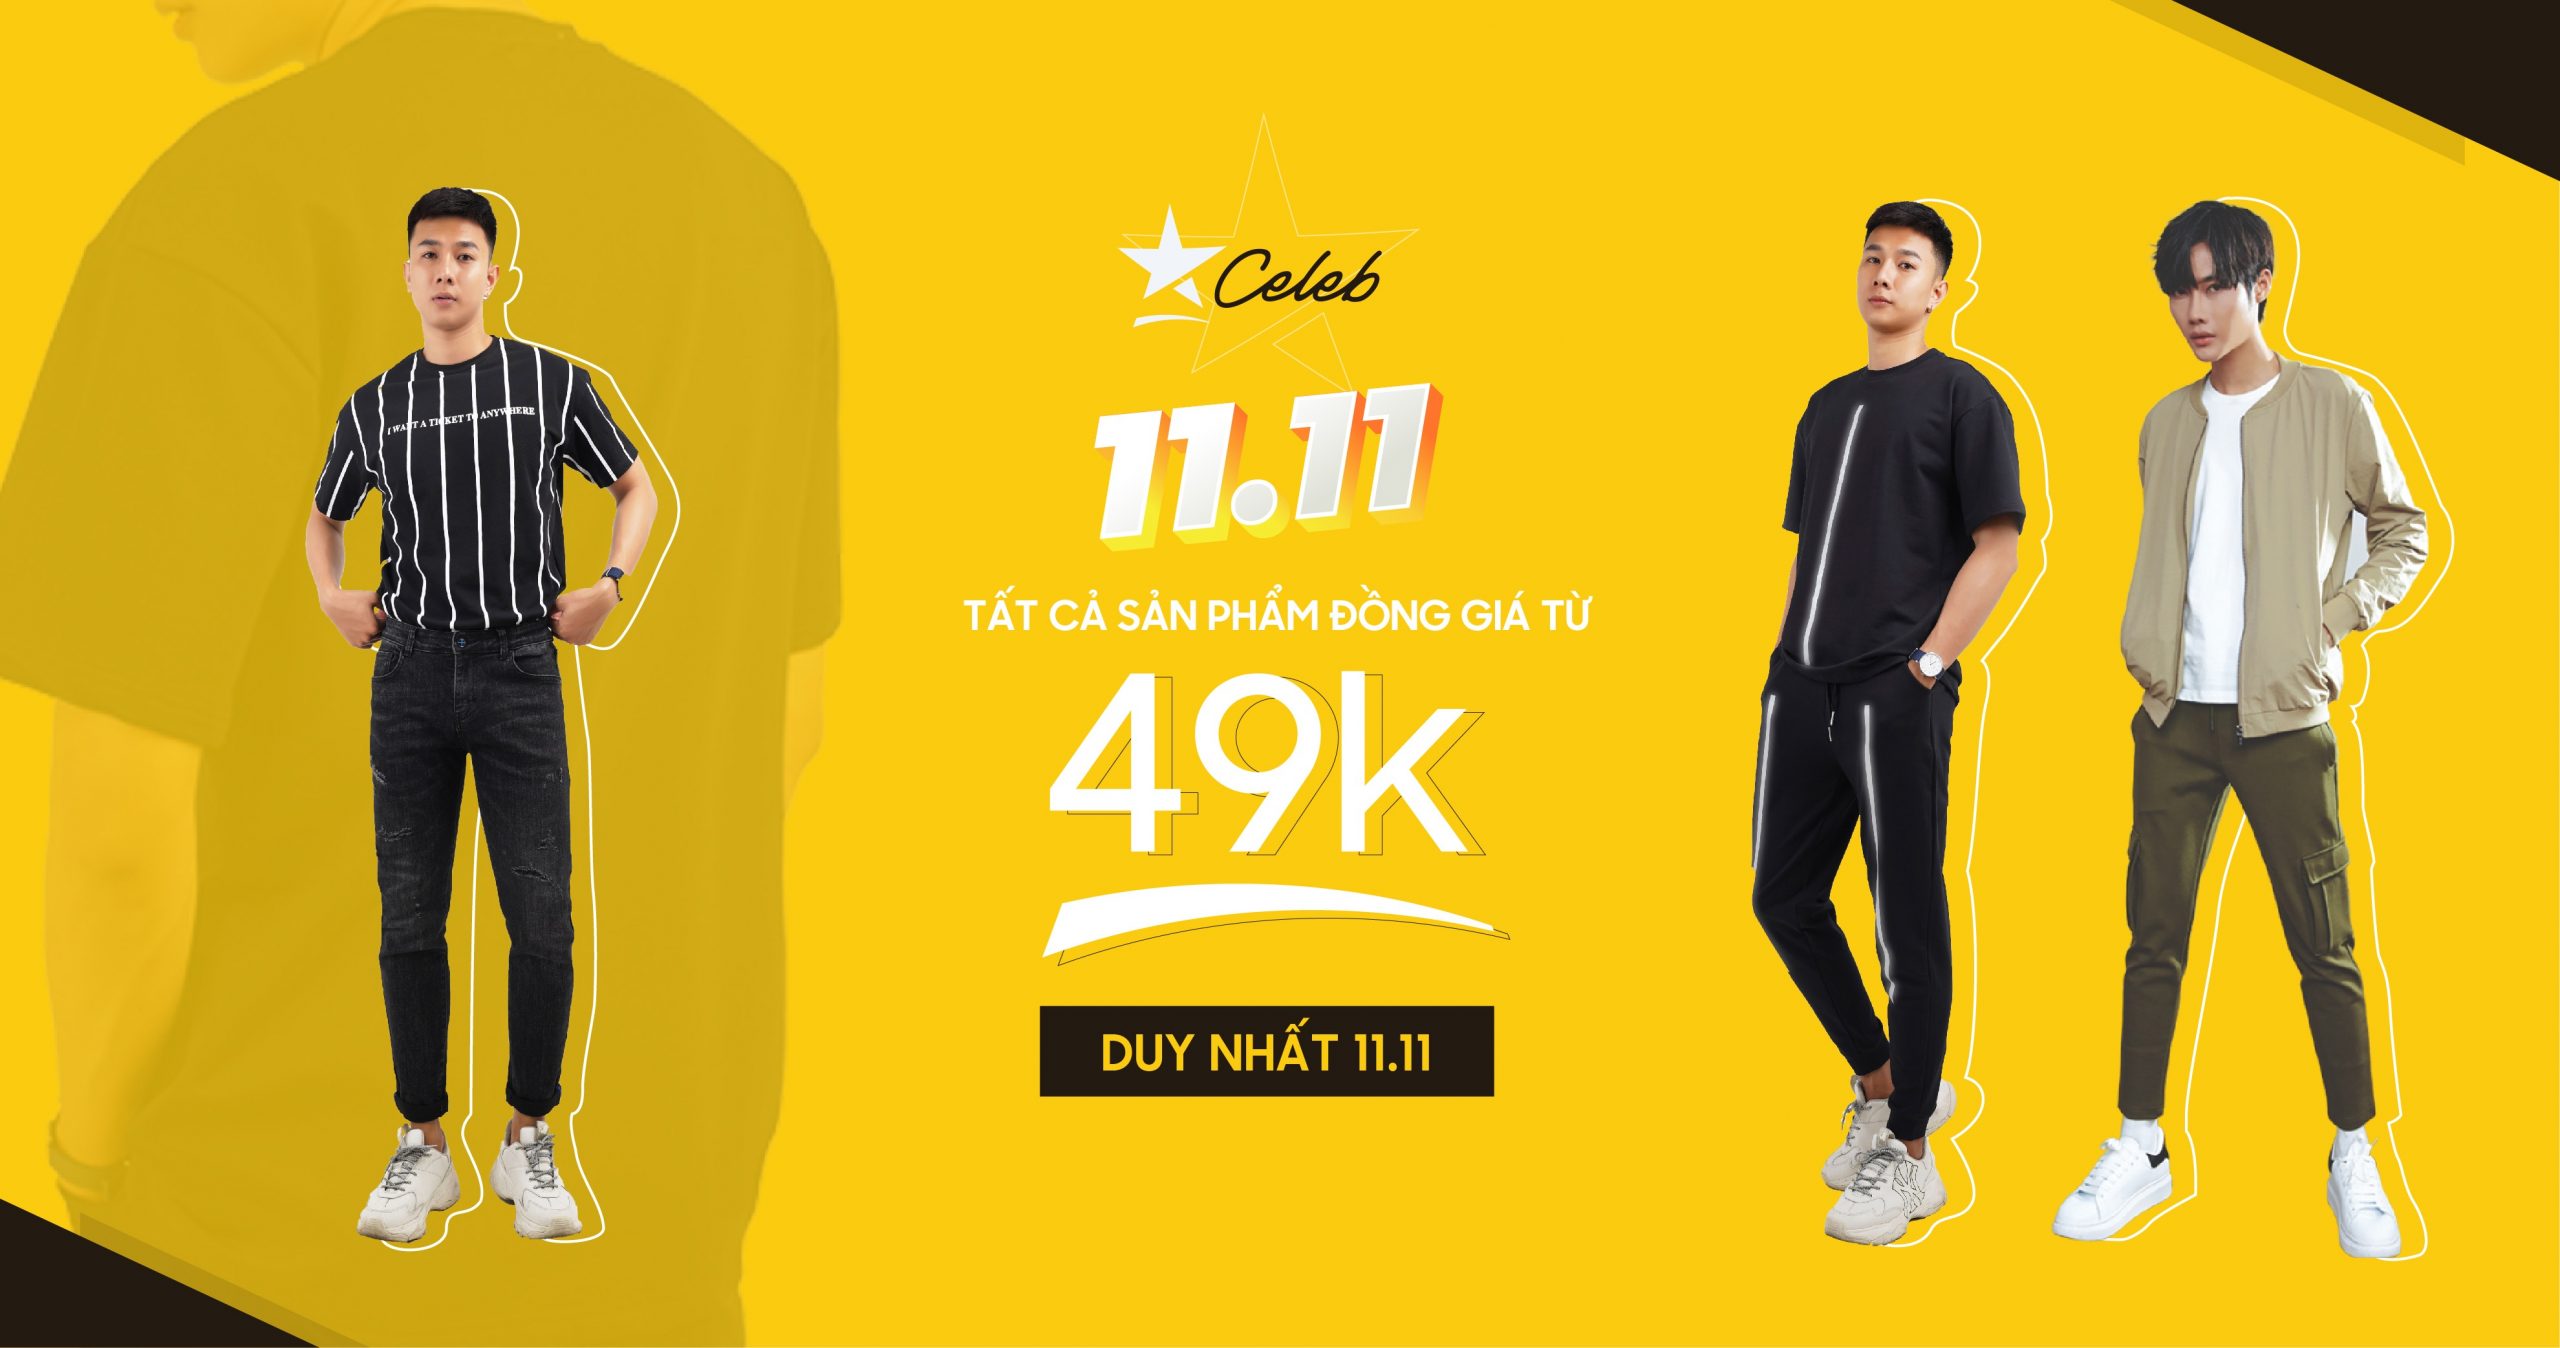 Celeb
11.11
TẤT CẢ SẢN PHẨM ĐỒNG GIÁ TỪ
49k
DUY NHẤT 11.11
I WANT A TICKET TO ANYWHERE
NY